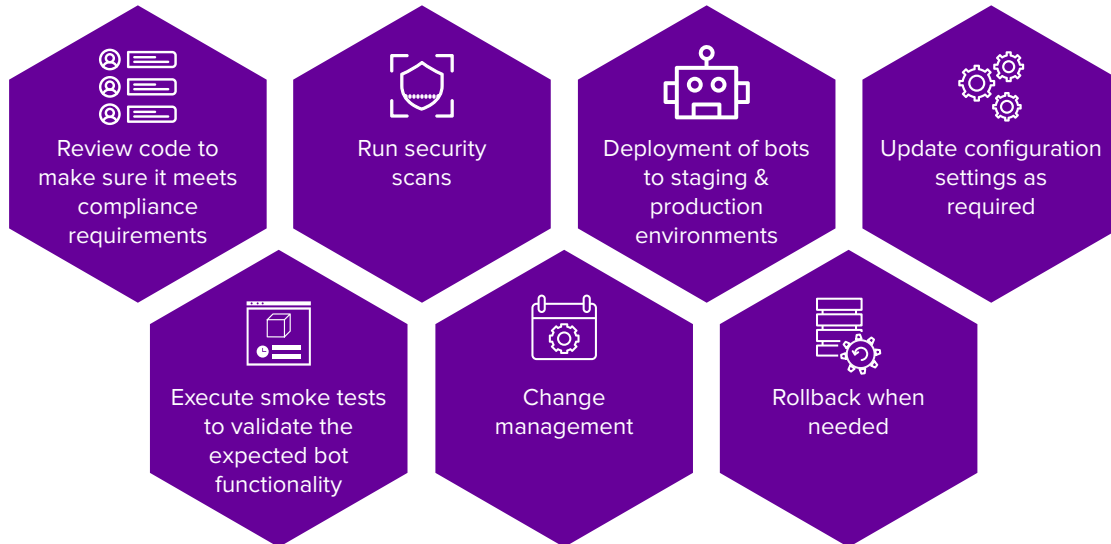 Review code to
make sure it meets
compliance
requirements
Run security
scans
Deployment of bots
to staging &
production
environments
Update configuration
settings as
required
Execute smoke tests
to validate the
expected bot
functionality
Change
management
Rollback when
needed